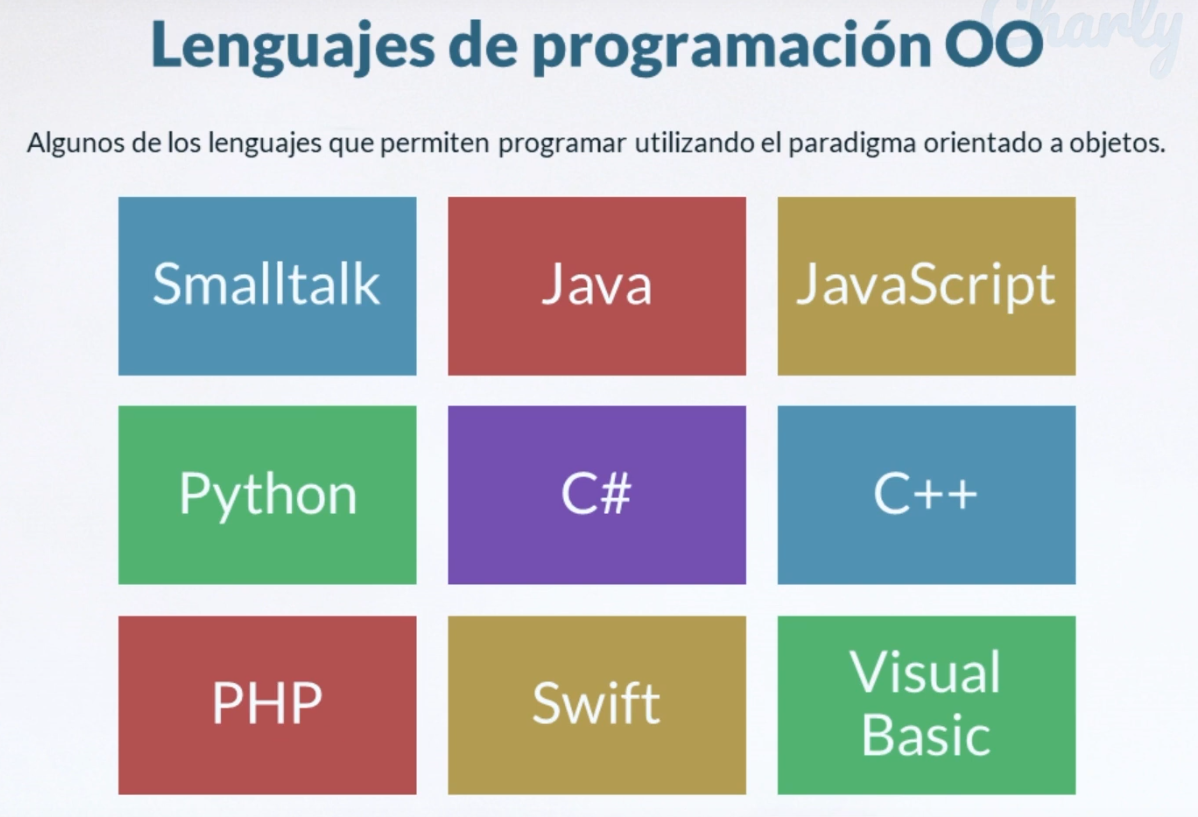 Charly
Lenguajes de programación OO
Algunos de los lenguajes que permiten programar utilizando el paradigma orientado a objetos.
Smalltalk
Java
JavaScript
Python
C#
C++
PHP
Swift
Visual
Basic